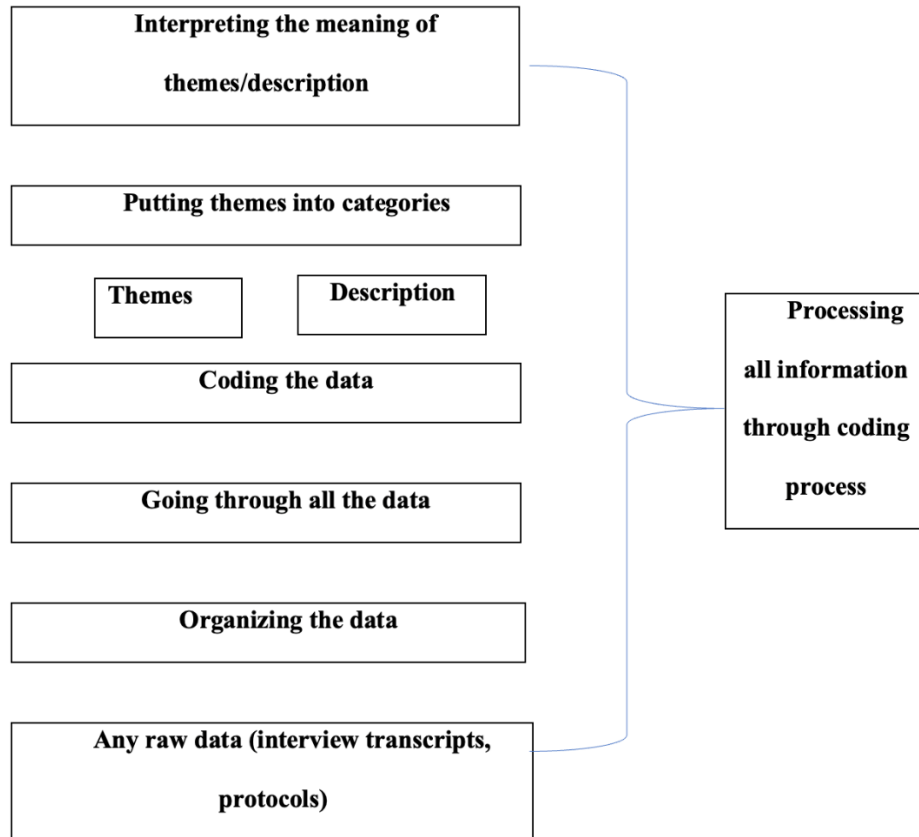 Interpreting the meaning of
themes/description
Putting themes into categories
Themes
Description
Coding the data
Going through all the data
Organizing the data
Any raw data (interview transcripts,
protocols)
Processing
all information
through coding
process